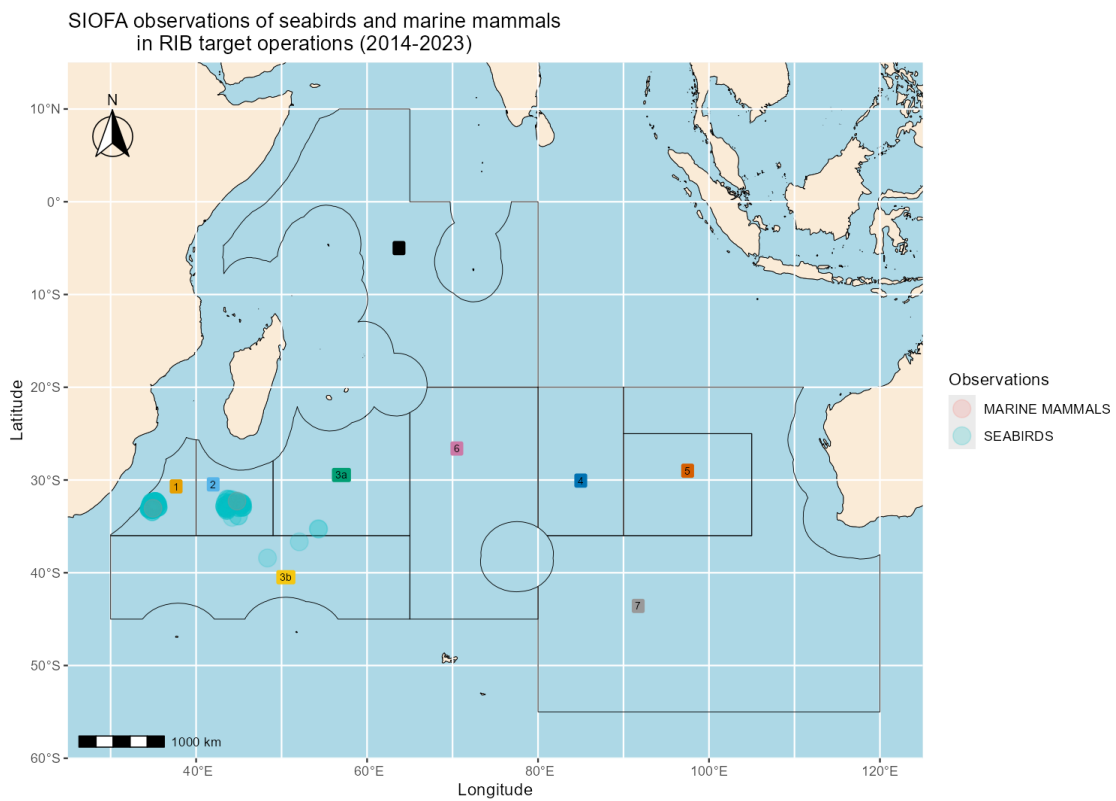 SIOFA observations of seabirds and marine mammals
in RIB target operations (2014-2023)
N
10°N
0°
10°S
20°S
30°S
40°S
50°S
60°S
Latitude
6
3a
5
2
4
1
3b
7
1000 km
40°E
60°E
80°E
100°E
120°E
Longitude
Observations
MARINE MAMMALS
SEABIRDS